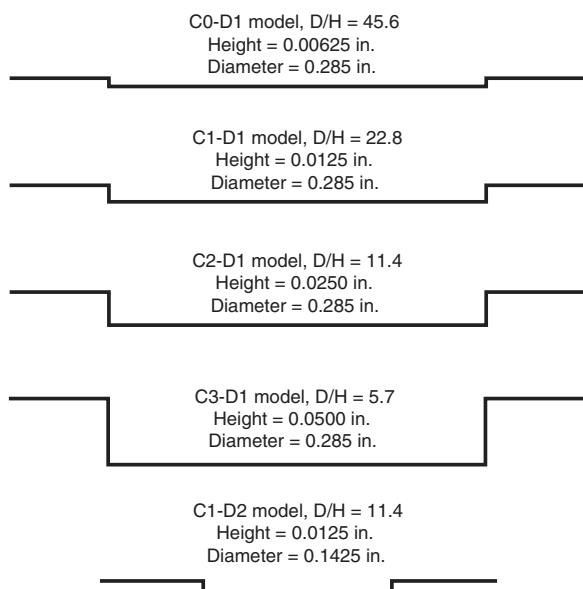 C0-D1 model, D/H = 45.6
Height = 0.00625 in.
Diameter = 0.285 in.
C1-D1 model, D/H = 22.8
Height = 0.0125 in.
Diameter = 0.285 in.
C2-D1 model, D/H = 11.4
Height = 0.0250 in.
Diameter = 0.285 in.
C3-D1 model, D/H = 5.7
Height = 0.0500 in.
Diameter = 0.285 in.
C1-D2 model, D/H = 11.4
Height = 0.0125 in.
Diameter = 0.1425 in.